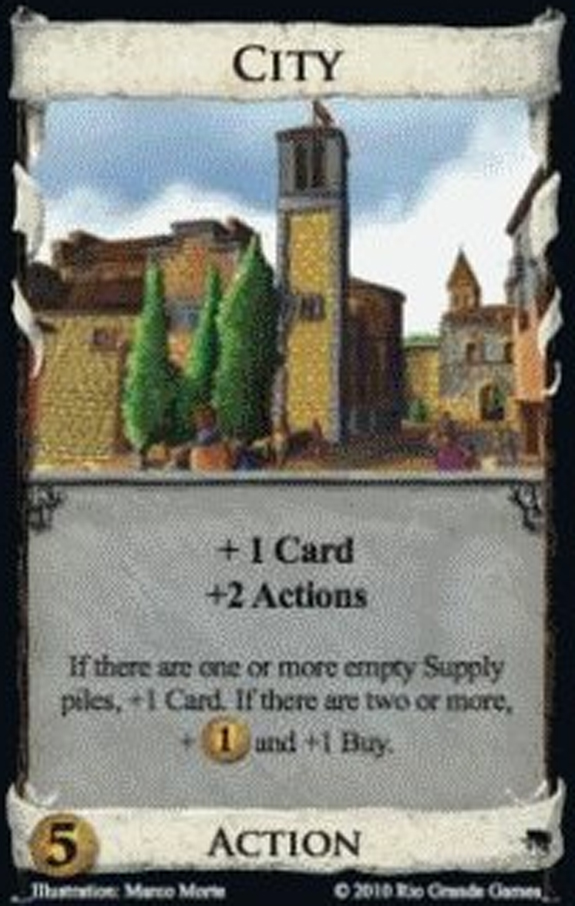 CITY
+ 1 Card
+2 Actions
If there are one or more empty Supply
piles, +1 Card. If there are two or more,
+ 1 and +1 Buy.
5 ACTION
Illustration: Marco Morte
© 2010 Rio Grande Games